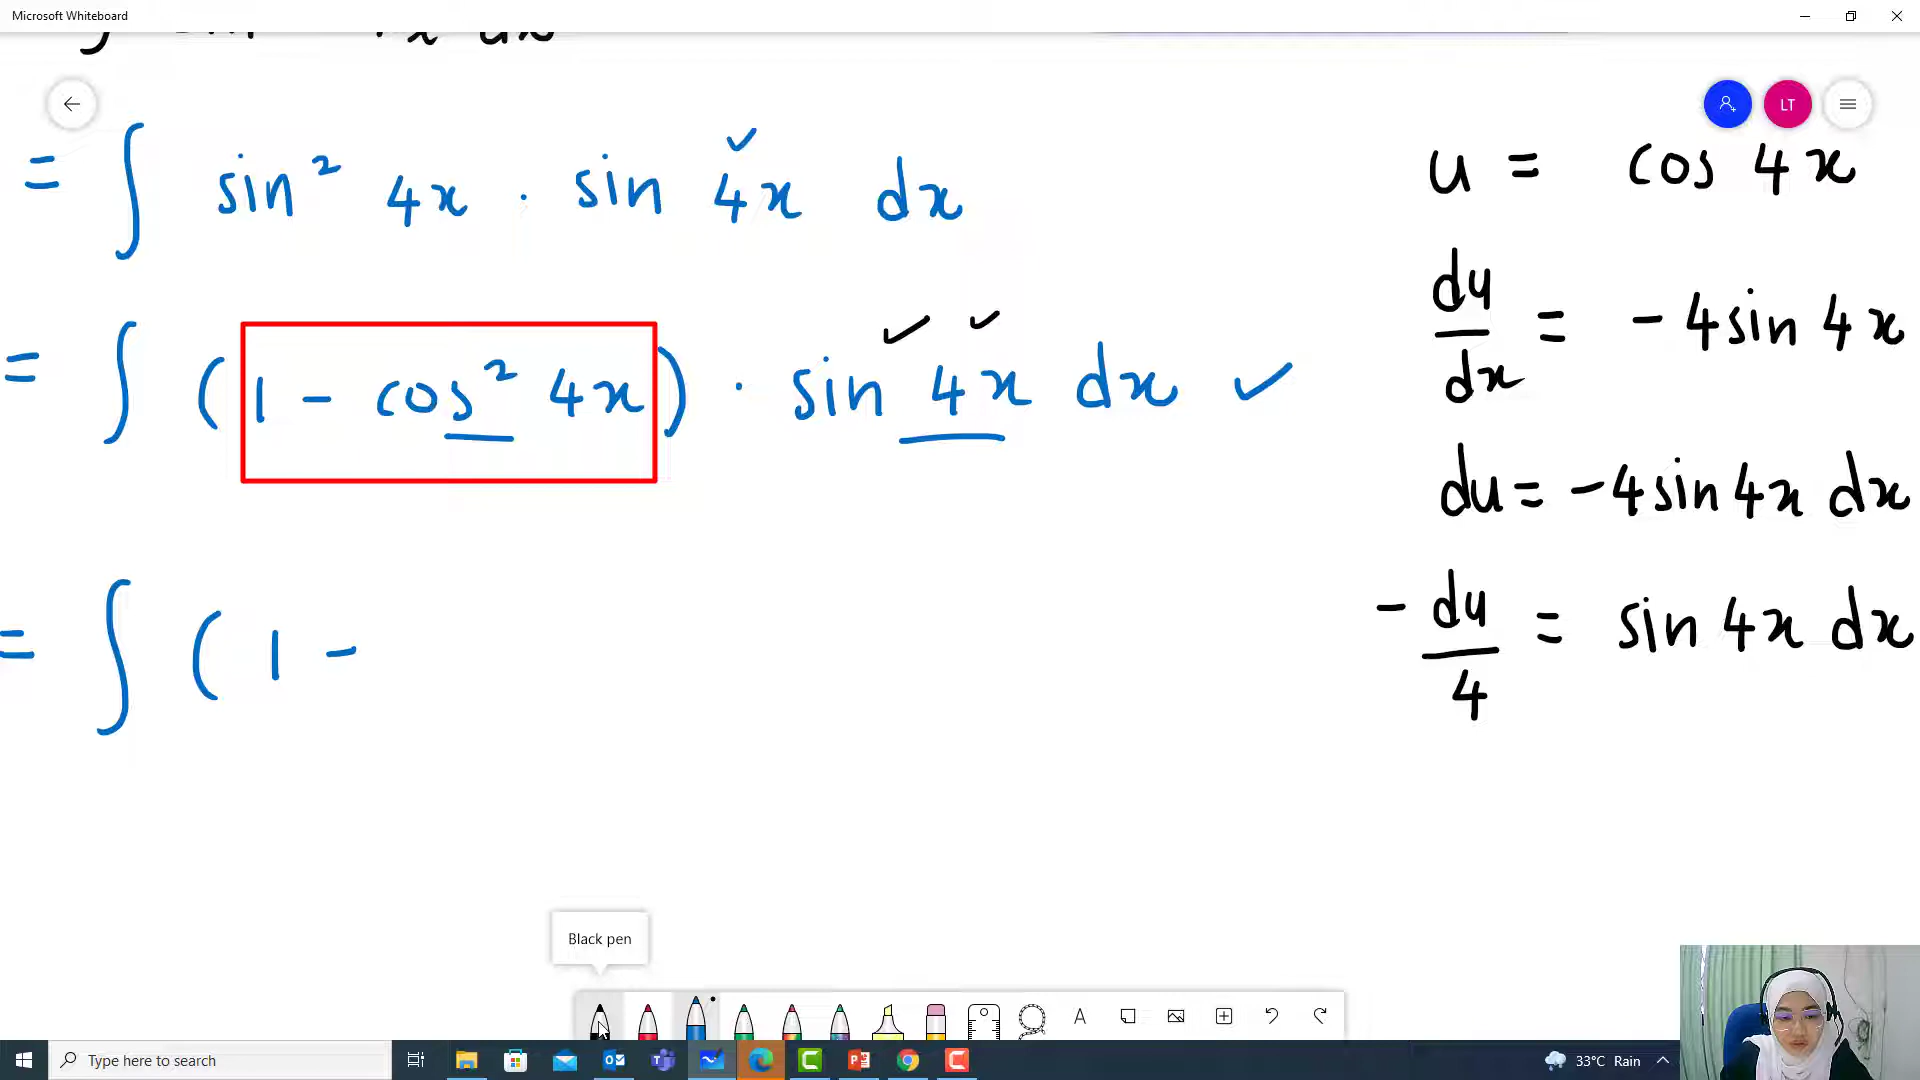 Microsoft Whiteboard
LT
= ∫ sin² 4x · sin 4x dx
= ∫ (1 - cos² 4x) · sin 4x dx ✓
= ∫ ( 1 -
u = cos 4x
du/dx = -4sin 4x
du = -4sin 4x dx
- du/4 = sin 4x dx
Black pen
A
Type here to search
33°C Rain